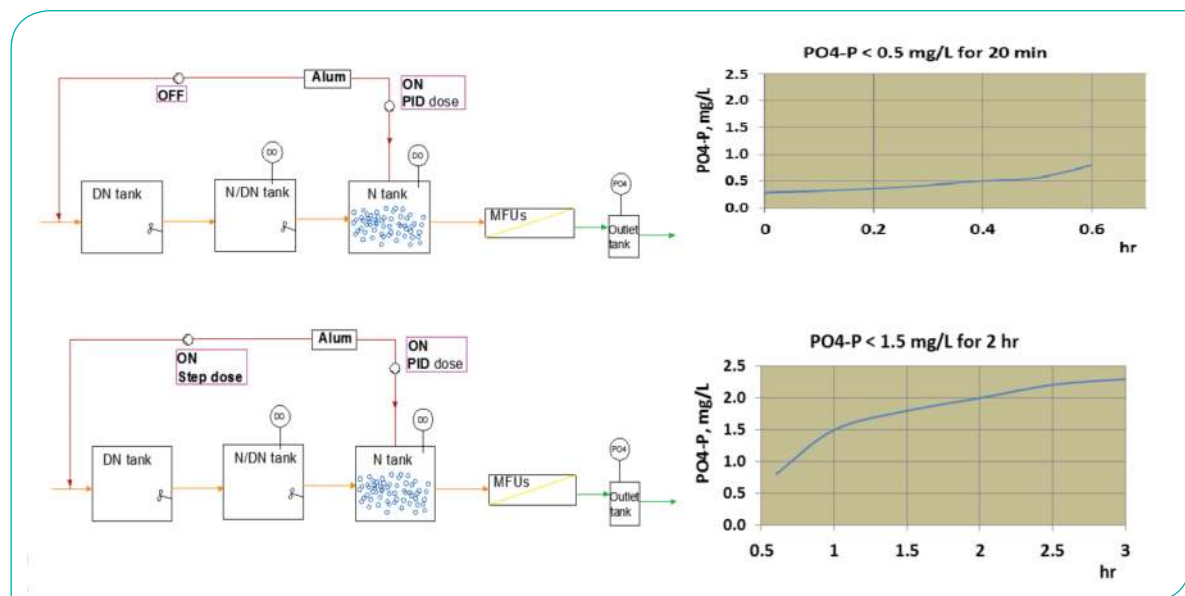 Alum
OFF
ON
PID dose
DO
DO
DN tank
N/DN tank
N tank
MFUs
PO4
Outlet
tank
PO4-P < 0.5 mg/L for 20 min
PO4-P, mg/L
2.5
2.0
1.5
1.0
0.5
0.0
0 0.2 0.4 0.6
hr
Alum
ON
Step dose
ON
PID dose
DO
DO
DN tank
N/DN tank
N tank
MFUs
PO4
Outlet
tank
PO4-P < 1.5 mg/L for 2 hr
PO4-P, mg/L
2.5
2.0
1.5
1.0
0.5
0.0
0.5 1 1.5 2 2.5 3
hr